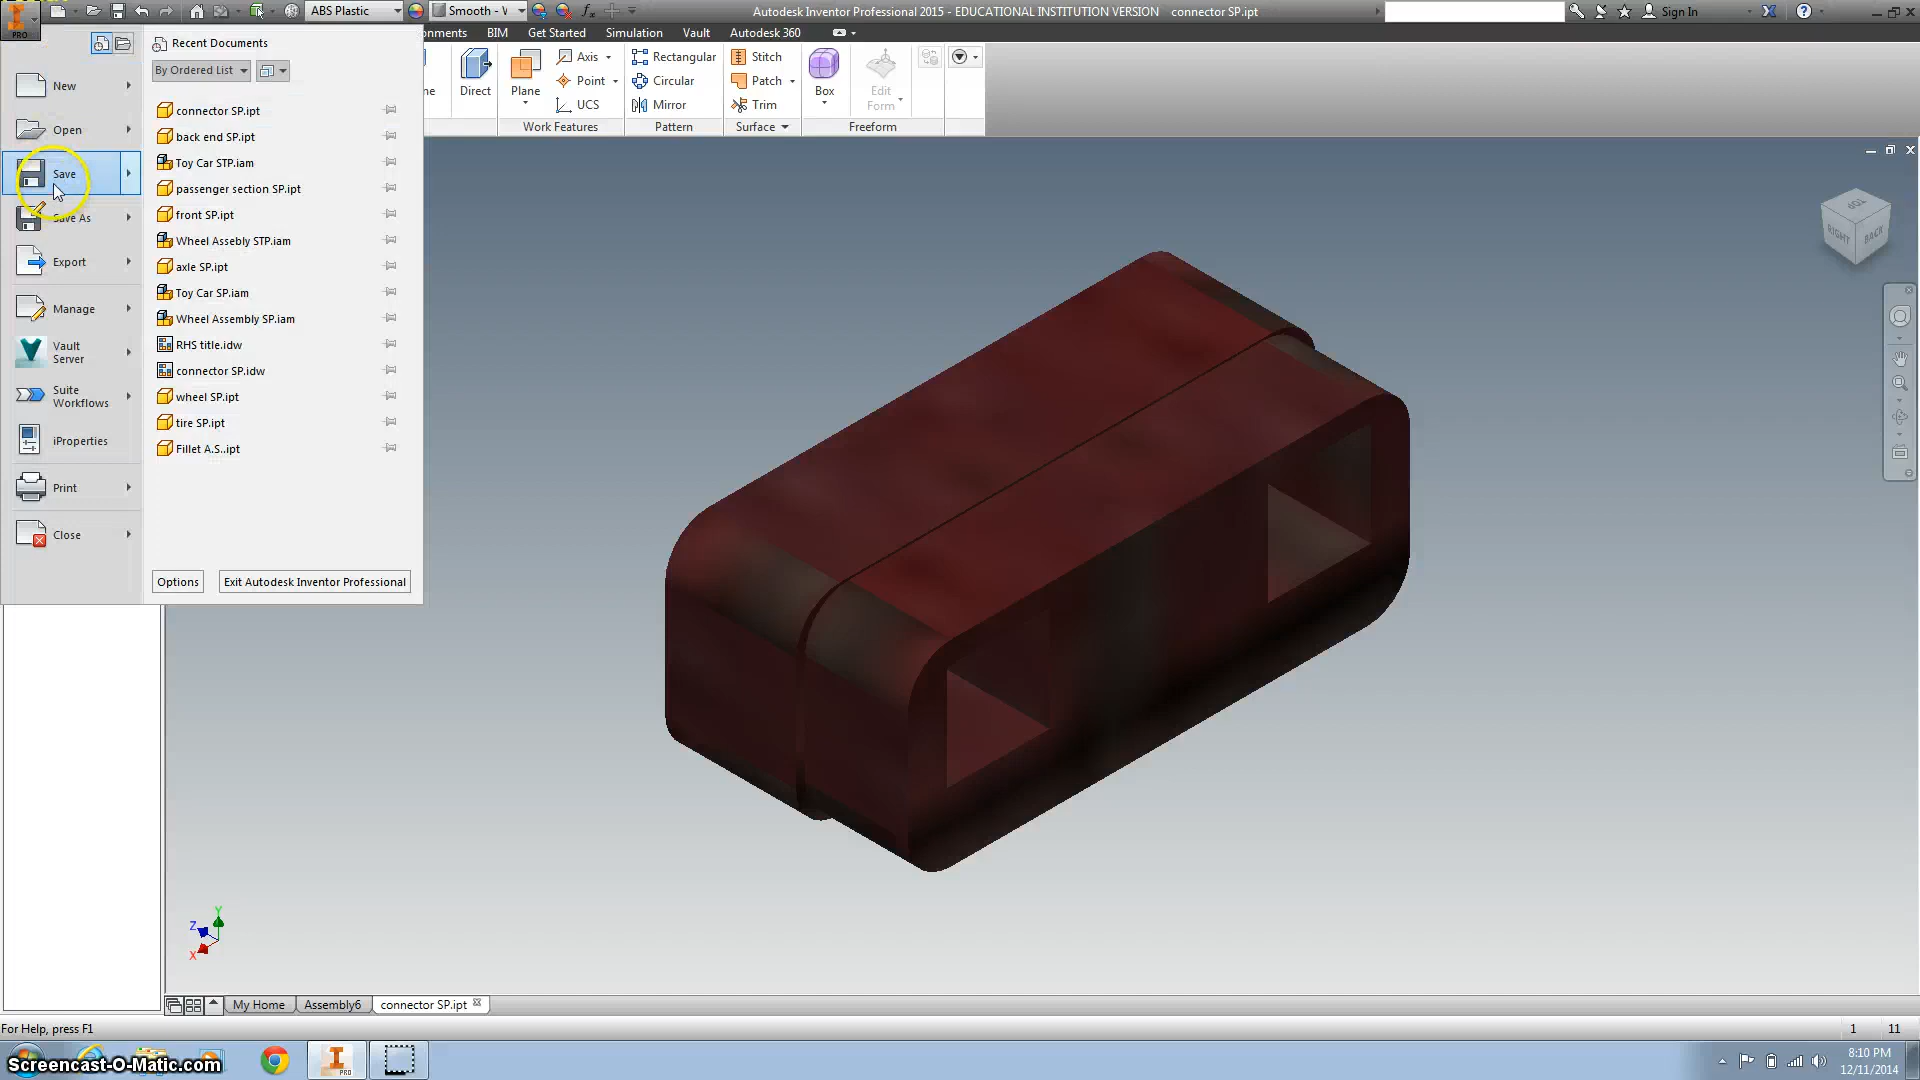 PRO
ABS Plastic
Smooth - \
fx
Autodesk Inventor Professional 2015 - EDUCATIONAL INSTITUTION VERSION connector SP.ipt
Sign In
nments BIM Get Started Simulation Vault Autodesk 360
Recent Documents
By Ordered List
New
Open
Save
Save As
Export
Manage
Vault
Server
Suite
Workflows
iProperties
Print
Close
connector SP.ipt
back end SP.ipt
Toy Car STP.iam
passenger section SP.ipt
front SP.ipt
Wheel Assebly STP.iam
axle SP.ipt
Toy Car SP.iam
Wheel Assembly SP.iam
RHS title.idw
connector SP.idw
wheel SP.ipt
tire SP.ipt
Fillet A.S..ipt
Options
Exit Autodesk Inventor Professional
ne
Direct
Plane
Axis
Point
UCS
Work Features
Rectangular
Circular
Mirror
Pattern
Stitch
Patch
Trim
Surface
Box
Edit
Form
Freeform
TOP
RIGHT
BACK
Y
Z
X
My Home Assembly6 connector SP.ipt
For Help, press F1
1 11
Screencast-O-Matic.com
PRO
8:10 PM
12/11/2014